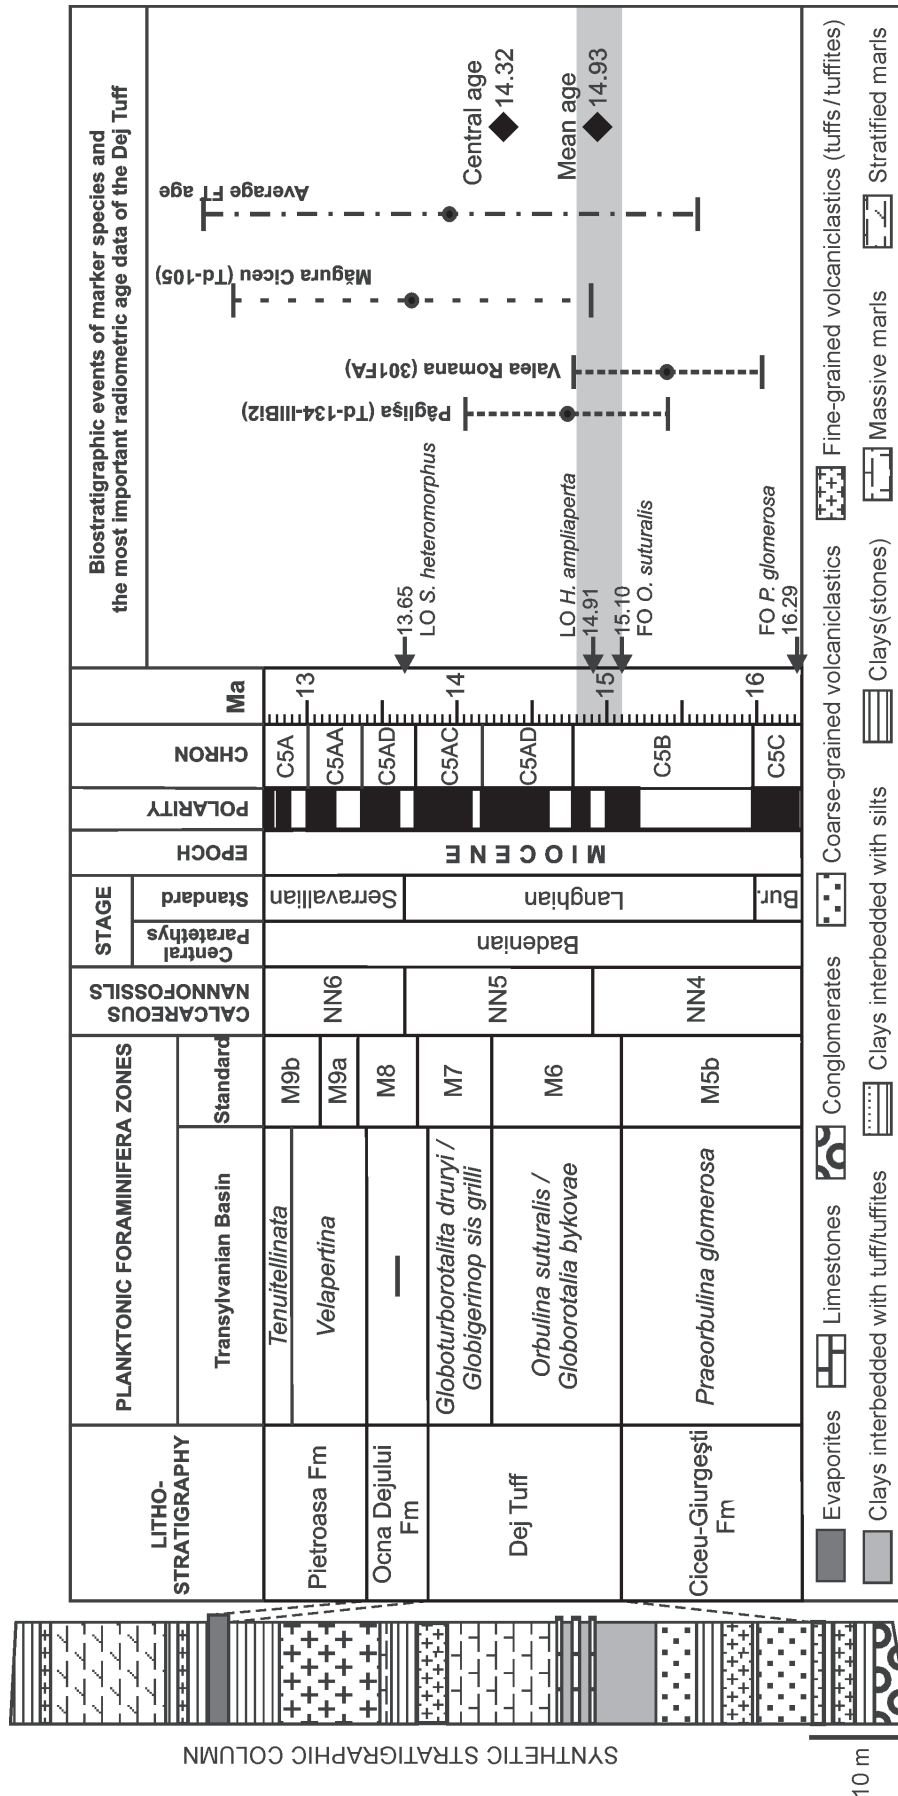 SYNTHETIC STRATIGRAPHIC COLUMN
10 m
LITHO-
STRATIGRAPHY
PLANKTONIC FORAMINIFERA ZONES
Transylvanian Basin
Standard
CALCAREOUS
NANNOFOSSILS
STAGE
Central
Paratethys
Standard
EPOCH
POLARITY
CHRON
Ma
Biostratigraphic events of marker species and
the most important radiometric age data of the Dej Tuff
Pietroasa Fm
Ocna Dejului
Fm
Dej Tuff
Ciceu-Giurgeşti
Fm
Tenuitellinata
Velapertina
–
Globoturborotalita druryi /
Globigerinop sis grilli
Orbulina suturalis /
Globorotalia bykovae
Praeorbulina glomerosa
M9b
M9a
M8
M7
M6
M5b
NN6
NN5
NN4
Badenian
Serravallian
Langhian
Bur.
MIOCENE
C5A
C5AA
C5AD
C5AC
C5AD
C5B
C5C
13
14
15
16
13.65
LO S. heteromorphus
LO H. ampliaperta
14.91
15.10
FO O. suturalis
FO P. glomerosa
16.29
Pâglişa (Td-134-IIIBi2)
Valea Romana (301FA)
Măgura Ciceu (Td-105)
Average FT age
Central age
14.32
Mean age
14.93
Evaporites
Limestones
Conglomerates
Coarse-grained volcaniclastics
Fine-grained volcaniclastics (tuffs/tuffites)
Clays interbedded with tuff/tuffites
Clays interbedded with silts
Clays(stones)
Massive marls
Stratified marls